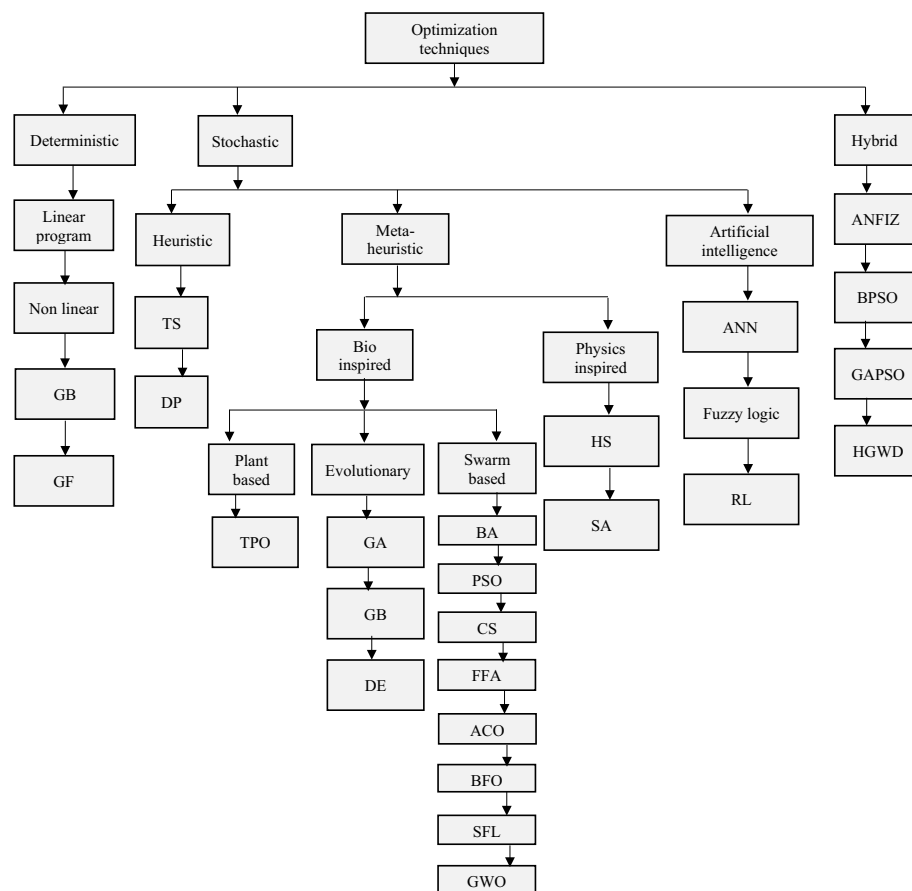 Optimization
techniques
Deterministic
Stochastic
Hybrid
Linear
program
Heuristic
Meta-
heuristic
Artificial
intelligence
ANFIZ
Non linear
TS
Bio
inspired
Physics
inspired
ANN
BPSO
GB
DP
HS
Fuzzy logic
GAPSO
GF
Plant
based
Evolutionary
Swarm
based
SA
RL
HGWD
TPO
GA
BA
PSO
GB
CS
DE
FFA
ACO
BFO
SFL
GWO